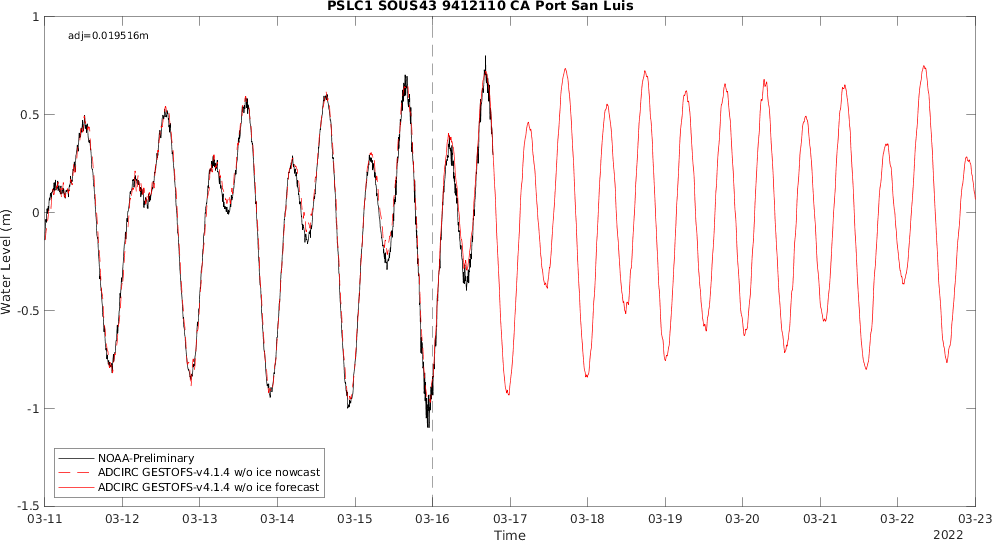 PSLC1 SOUS43 9412110 CA Port San Luis
adj=0.019516m
1
0.5
0
-0.5
-1
-1.5
Water Level (m)
NOAA-Preliminary
ADCIRC GESTOFS-v4.1.4 w/o ice nowcast
ADCIRC GESTOFS-v4.1.4 w/o ice forecast
03-11 03-12 03-13 03-14 03-15 03-16 03-17 03-18 03-19 03-20 03-21 03-22 03-23
Time
2022